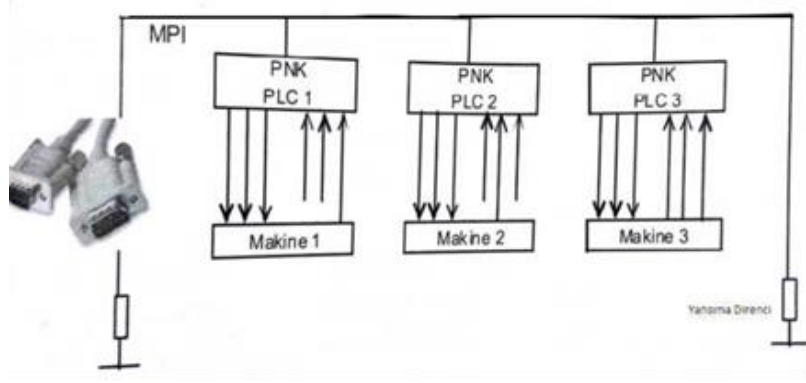 MPI
PNK
PLC 1
PNK
PLC 2
PNK
PLC 3
Makine 1
Makine 2
Makine 3
Yansıma Direnci